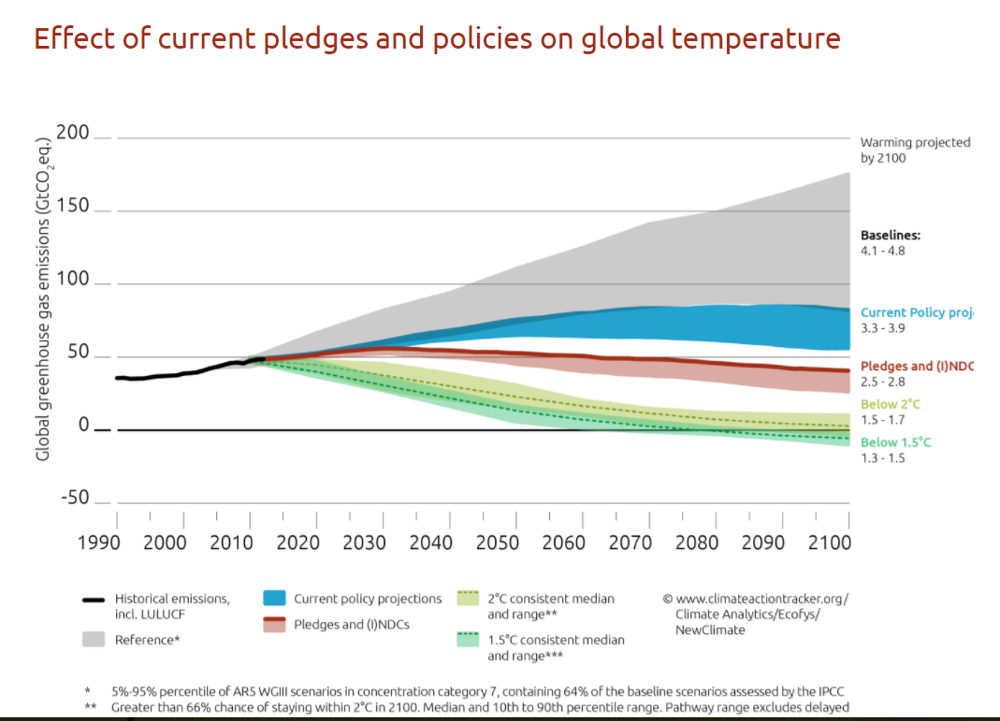 Effect of current pledges and policies on global temperature
Global greenhouse gas emissions (GtCO₂eq.)
200
150
100
50
0
-50
1990 2000 2010 2020 2030 2040 2050 2060 2070 2080 2090 2100
Warming projected
by 2100
Baselines:
4.1 - 4.8
Current Policy proj
3.3 - 3.9
Pledges and (I)NDC
2.5 - 2.8
Below 2°C
1.5 - 1.7
Below 1.5°C
1.3 - 1.5
Historical emissions,
incl. LULUCF
Reference*
Current policy projections
Pledges and (I)NDCs
2°C consistent median
and range**
1.5°C consistent median
and range***
© www.climateactiontracker.org/
Climate Analytics/Ecofys/
NewClimate
* 5%-95% percentile of AR5 WGIII scenarios in concentration category 7, containing 64% of the baseline scenarios assessed by the IPCC
** Greater than 66% chance of staying within 2°C in 2100. Median and 10th to 90th percentile range. Pathway range excludes delayed